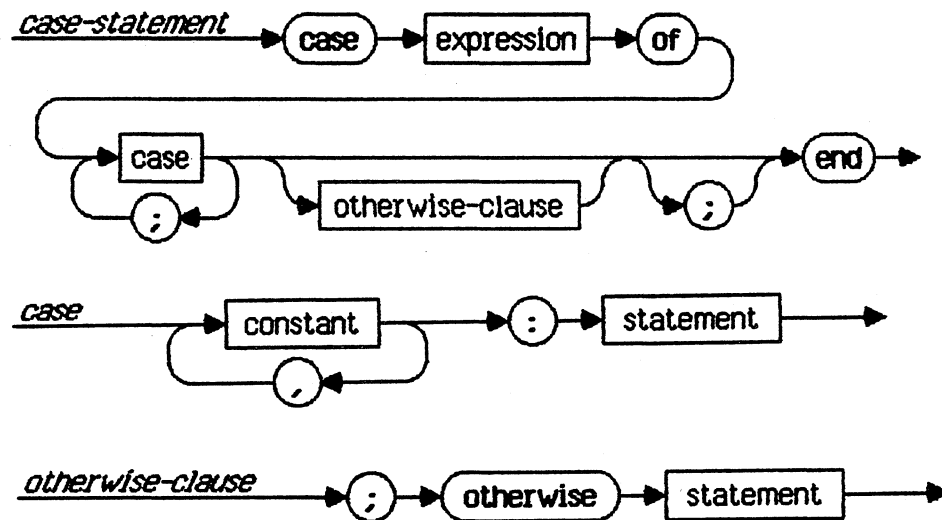 case-statement case expression of
case
otherwise-clause
; ;
end
case constant : statement
,
otherwise-clause ; otherwise statement